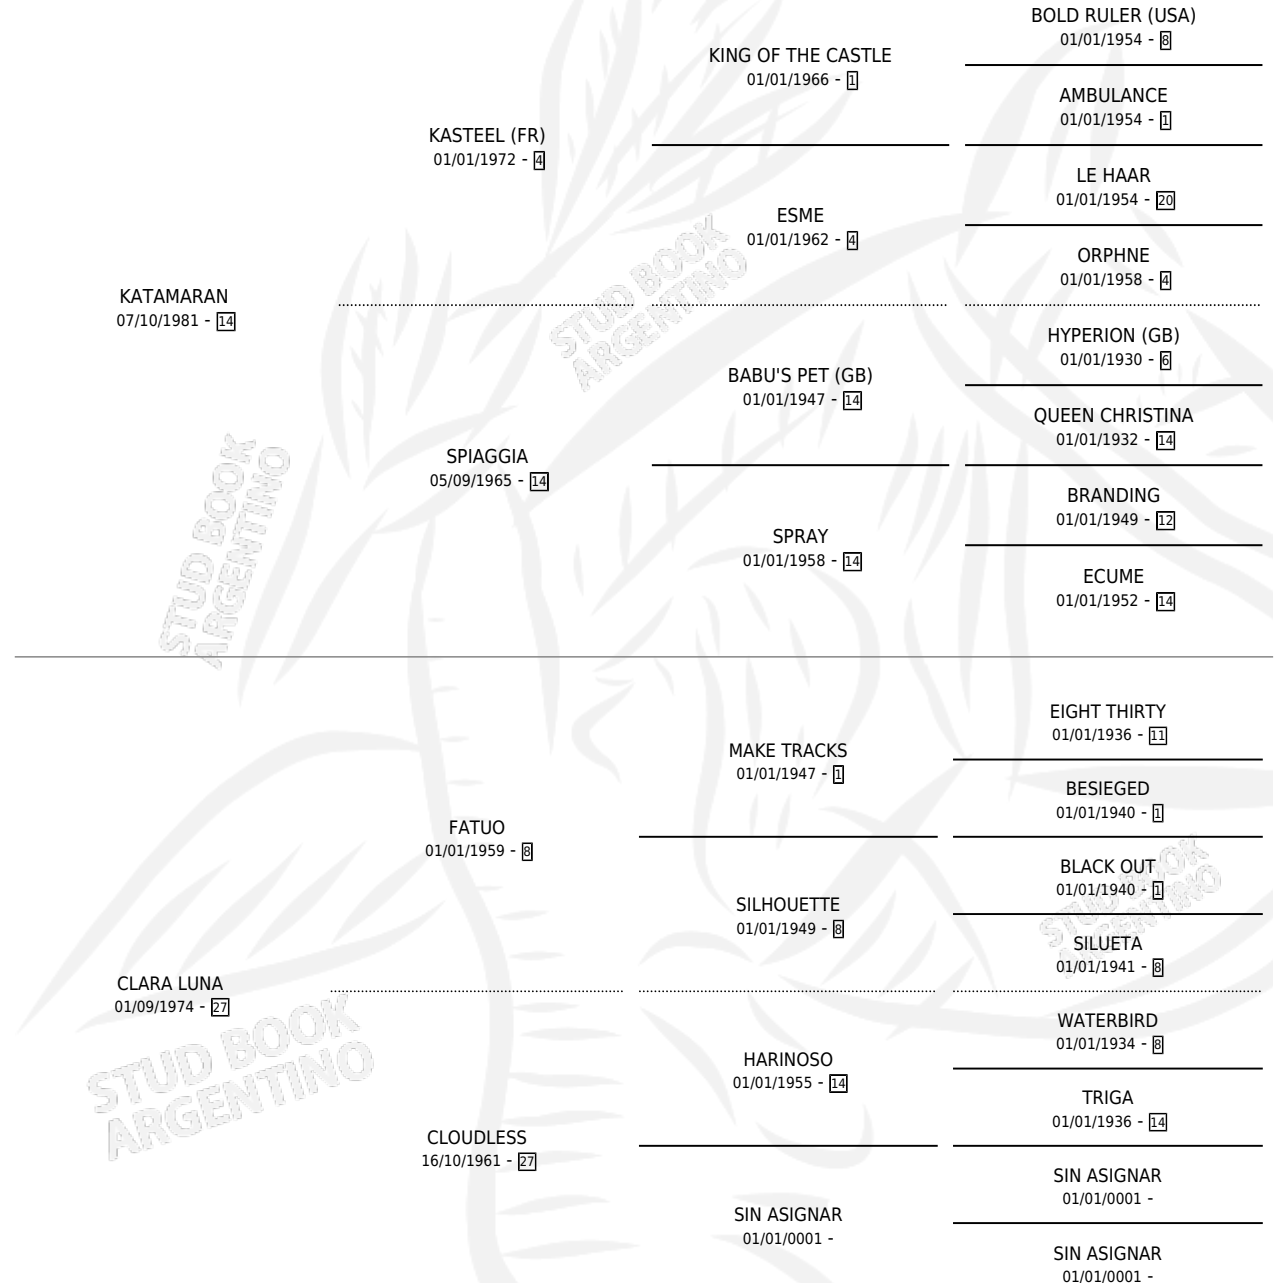 BOLD RULER (USA)
01/01/1954 - 8
KING OF THE CASTLE
01/01/1966 - 1
AMBULANCE
01/01/1954 - 1
KASTEEL (FR)
01/01/1972 - 4
LE HAAR
01/01/1954 - 20
ESME
01/01/1962 - 4
ORPHNE
01/01/1958 - 4
KATAMARAN
07/10/1981 - 14
HYPERION (GB)
01/01/1930 - 6
BABU'S PET (GB)
01/01/1947 - 14
QUEEN CHRISTINA
01/01/1932 - 14
SPIAGGIA
05/09/1965 - 14
BRANDING
01/01/1949 - 12
SPRAY
01/01/1958 - 14
ECUME
01/01/1952 - 14
STUD BOOK
ARGENTINO
STUD BOOK
ARGENTINO
EIGHT THIRTY
01/01/1936 - 11
MAKE TRACKS
01/01/1947 - 1
BESIEGED
01/01/1940 - 1
FATUO
01/01/1959 - 8
BLACK OUT
01/01/1940 - 1
SILHOUETTE
01/01/1949 - 8
SILUETA
01/01/1941 - 8
STUD BOOK
ARGENTINO
CLARA LUNA
01/09/1974 - 27
WATERBIRD
01/01/1934 - 8
HARINOSO
01/01/1955 - 14
TRIGA
01/01/1936 - 14
STUD BOOK
ARGENTINO
CLOUDLESS
16/10/1961 - 27
SIN ASIGNAR
01/01/0001 -
SIN ASIGNAR
01/01/0001 -
SIN ASIGNAR
01/01/0001 -